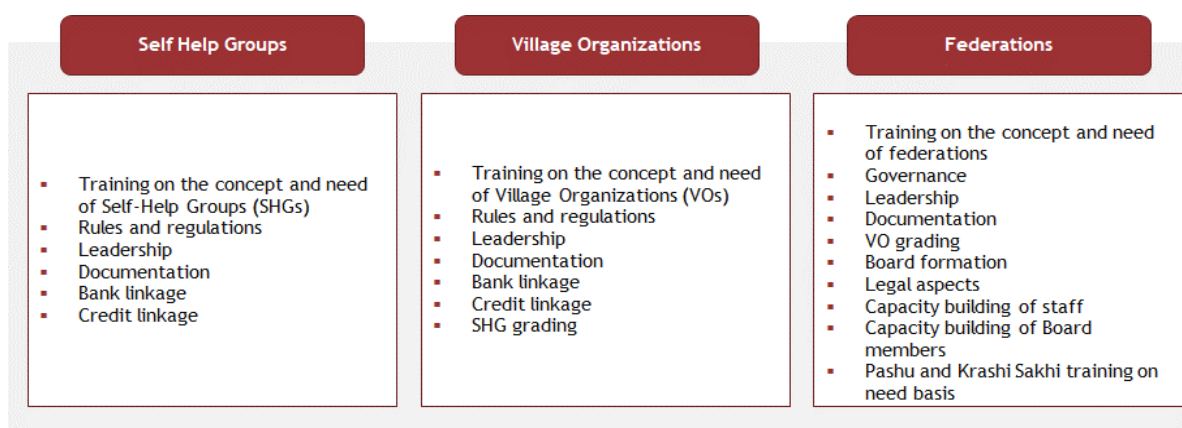 Self Help Groups
▪ Training on the concept and need
of Self-Help Groups (SHGs)
▪ Rules and regulations
▪ Leadership
▪ Documentation
▪ Bank linkage
▪ Credit linkage
Village Organizations
▪ Training on the concept and need
of Village Organizations (VOs)
▪ Rules and regulations
▪ Leadership
▪ Documentation
▪ Bank linkage
▪ Credit linkage
▪ SHG grading
Federations
▪ Training on the concept and need
of federations
▪ Governance
▪ Leadership
▪ Documentation
▪ VO grading
▪ Board formation
▪ Legal aspects
▪ Capacity building of staff
▪ Capacity building of Board
members
▪ Pashu and Krashi Sakhi training on
need basis